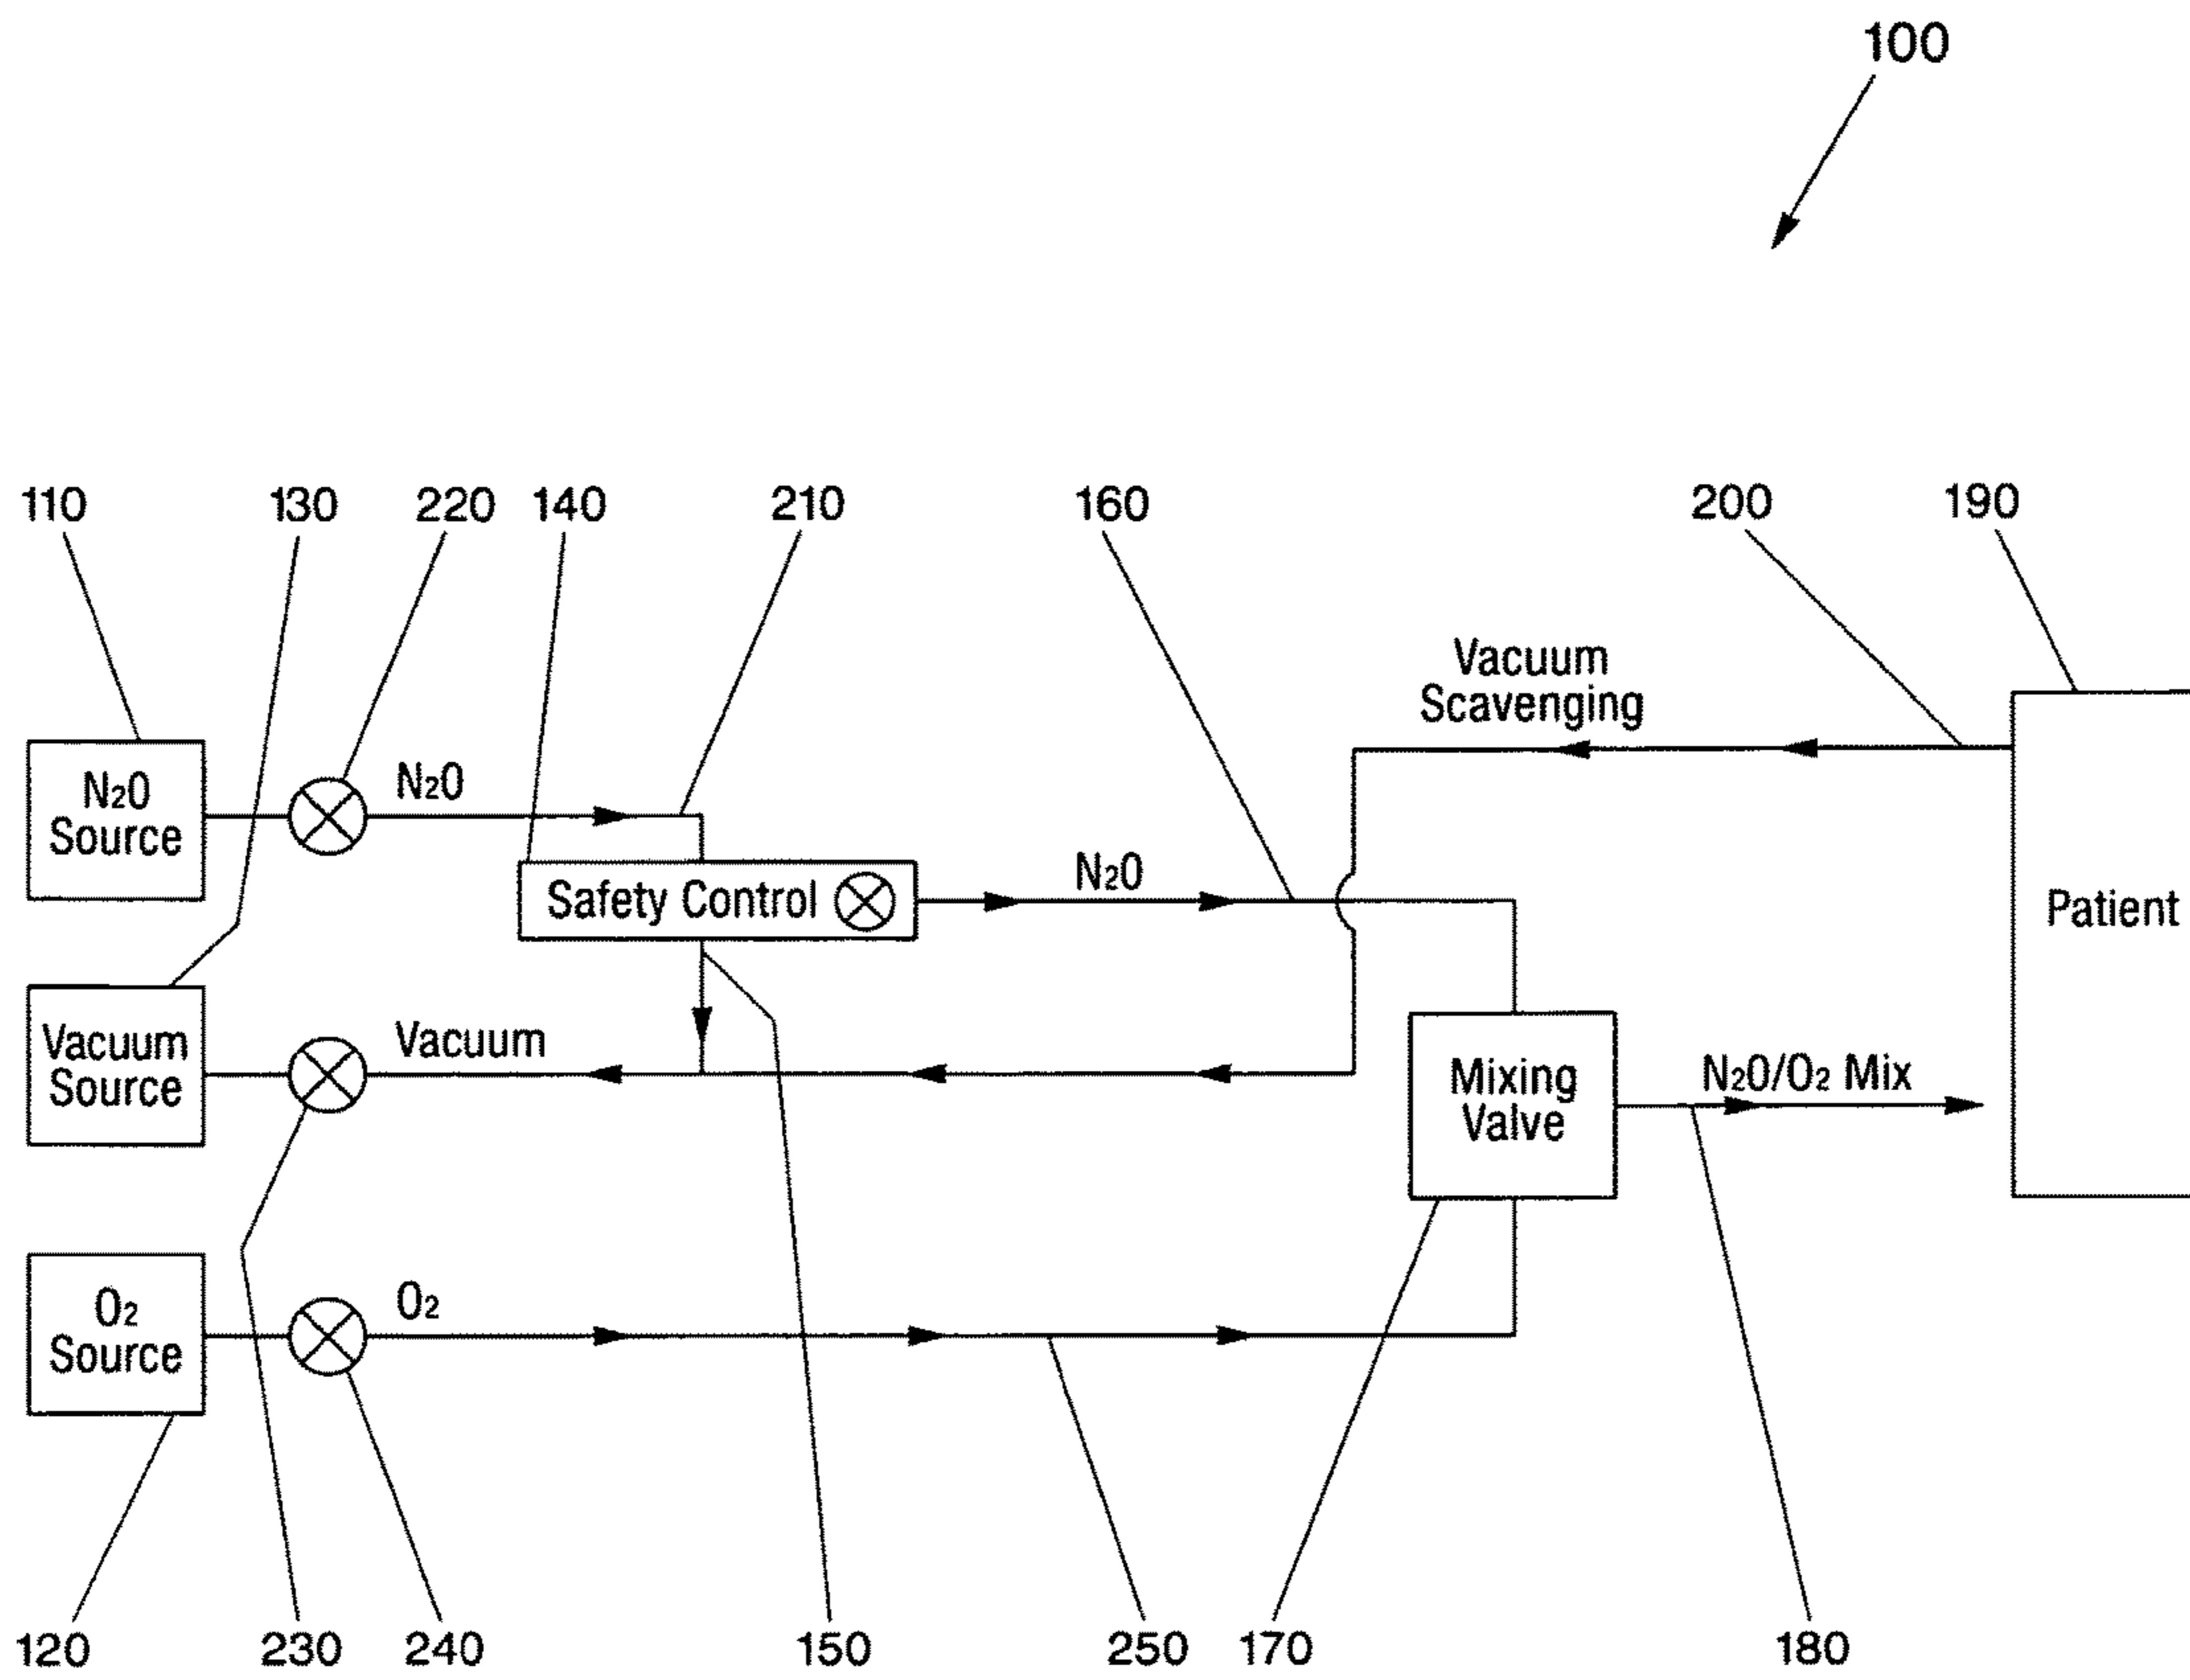 100
110
130
220
140
210
160
200
190
Vacuum
Scavenging
N₂O
Source
N₂O
Safety Control
N₂O
Patient
Vacuum
Source
Vacuum
Mixing
Valve
N₂O/O₂ Mix
O₂
Source
O₂
120
230
240
150
250
170
180